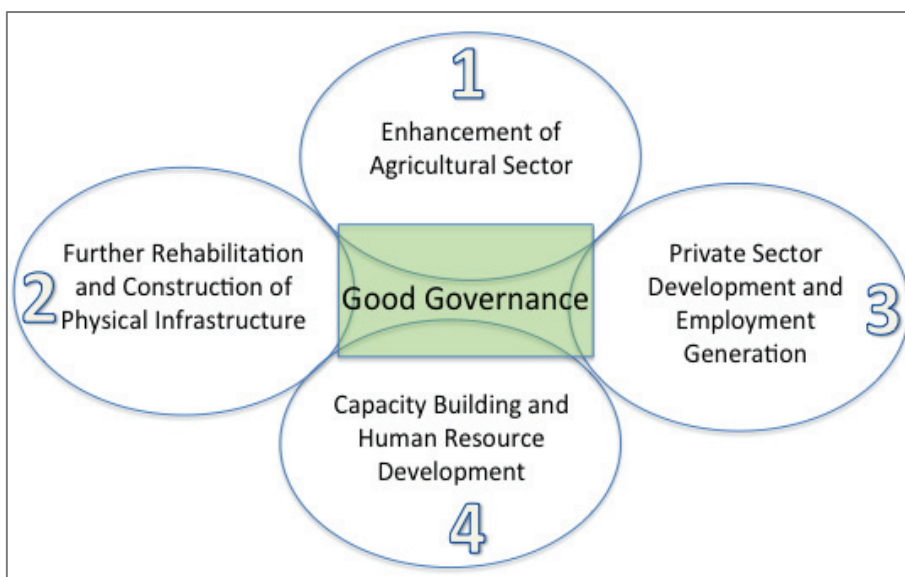 1
Enhancement of
Agricultural Sector
2
Further Rehabilitation
and Construction of
Physical Infrastructure
Good Governance
3
Private Sector
Development and
Employment
Generation
Capacity Building and
Human Resource
Development
4